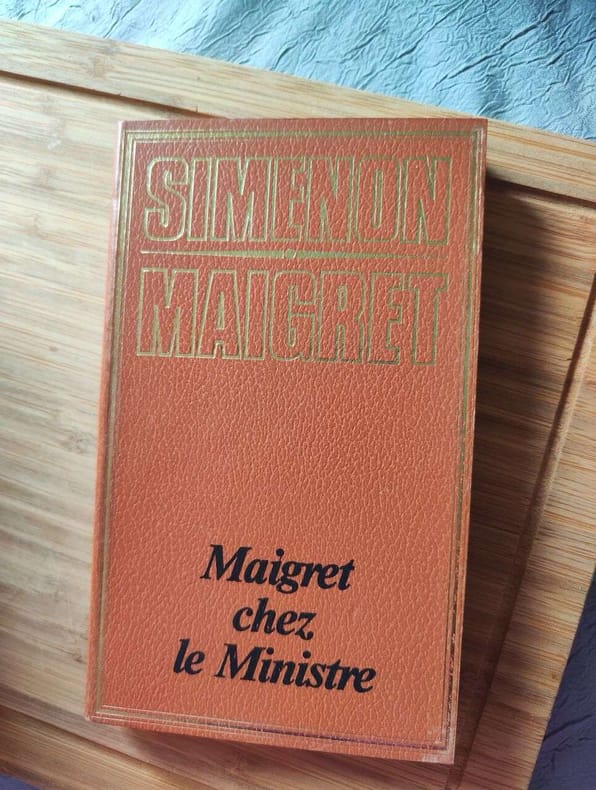 SIMENON
MAIGRET
Maigret
chez
le Ministre